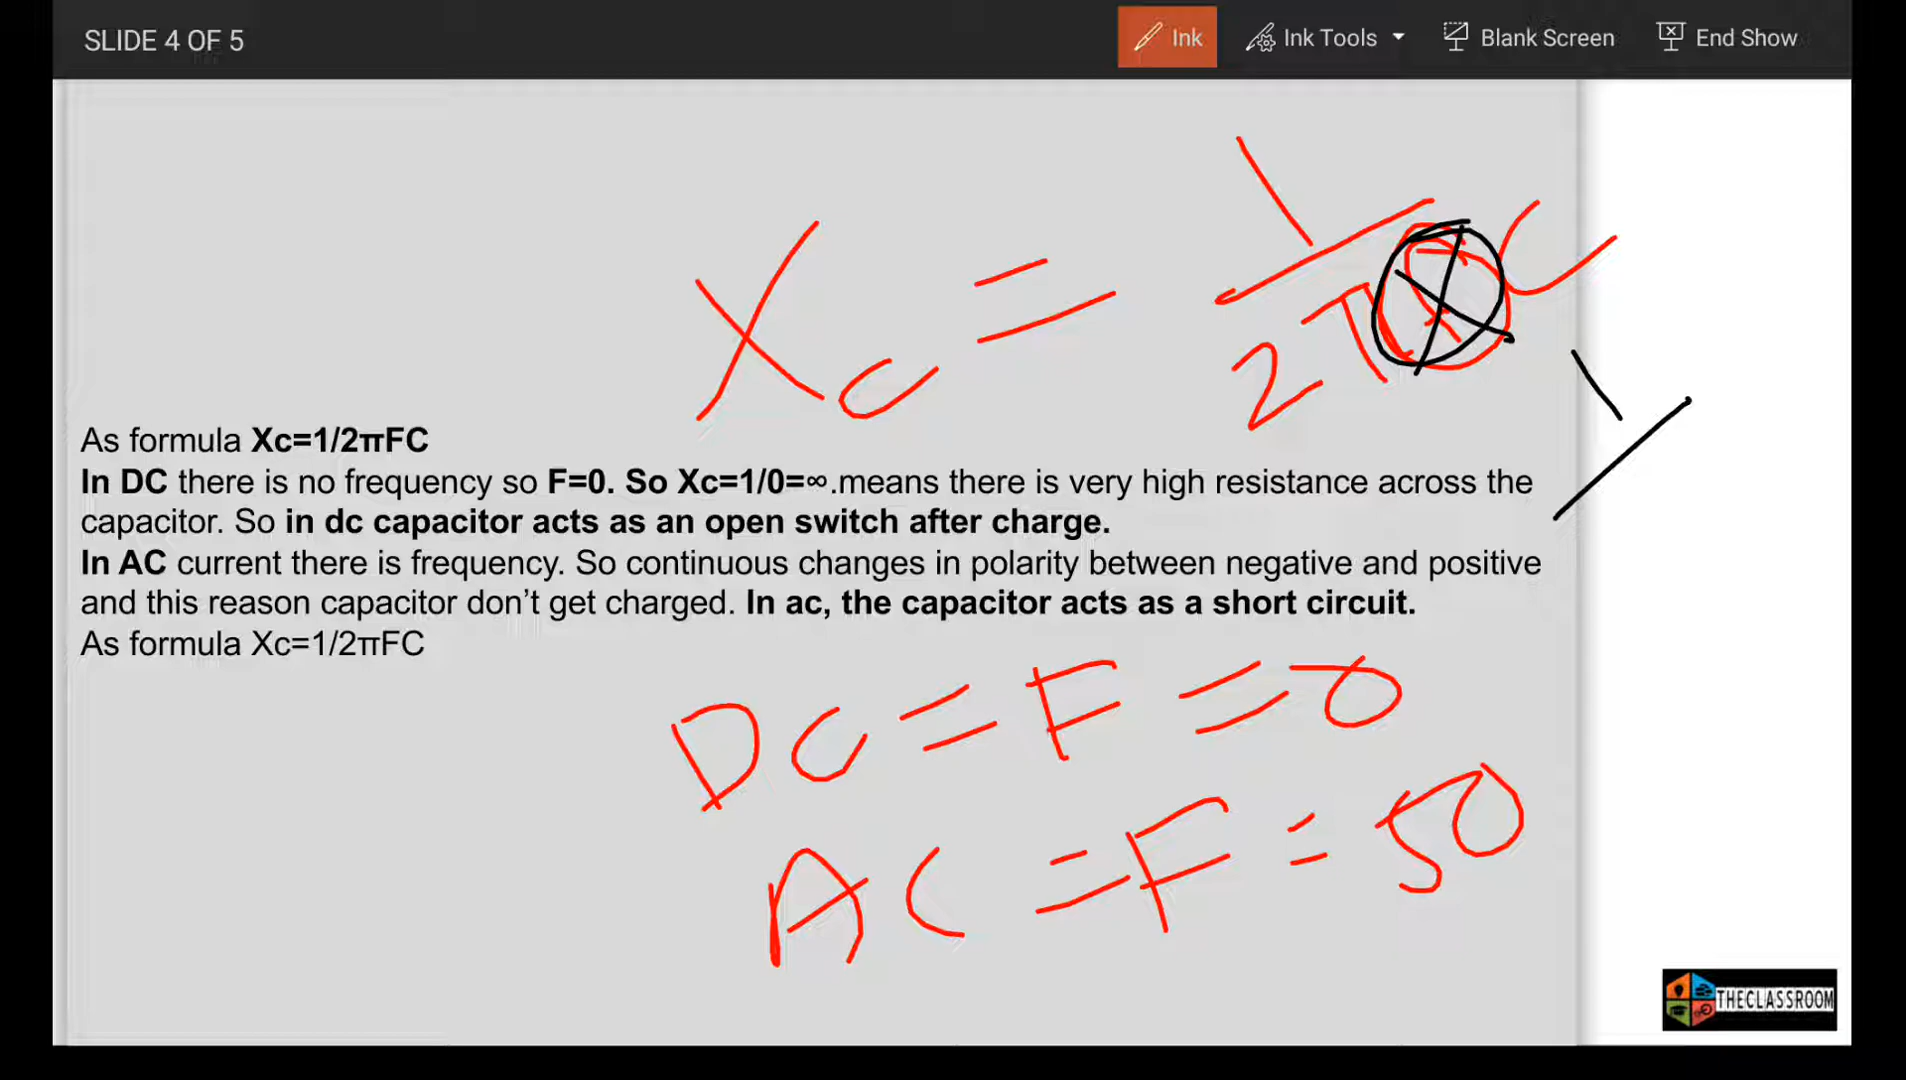 SLIDE 4 OF 5
Ink
Ink Tools
Blank Screen
End Show
Xc = 1/2πFC
As formula Xc=1/2πFC
In DC there is no frequency so F=0. So Xc=1/0=∞.means there is very high resistance across the
capacitor. So in dc capacitor acts as an open switch after charge.
In AC current there is frequency. So continuous changes in polarity between negative and positive
and this reason capacitor don't get charged. In ac, the capacitor acts as a short circuit.
As formula Xc=1/2πFC
DC = F = 0
AC = F = 50
1
THECLASSROOM